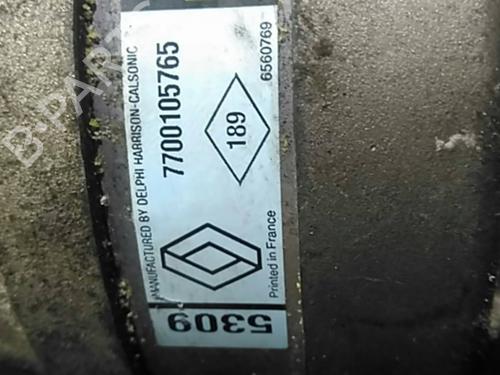 MANUFACTURED BY DELPHI HARRISON-CALSONIC
7700105765
189
6560769
Printed in France
5309
B-PARTS